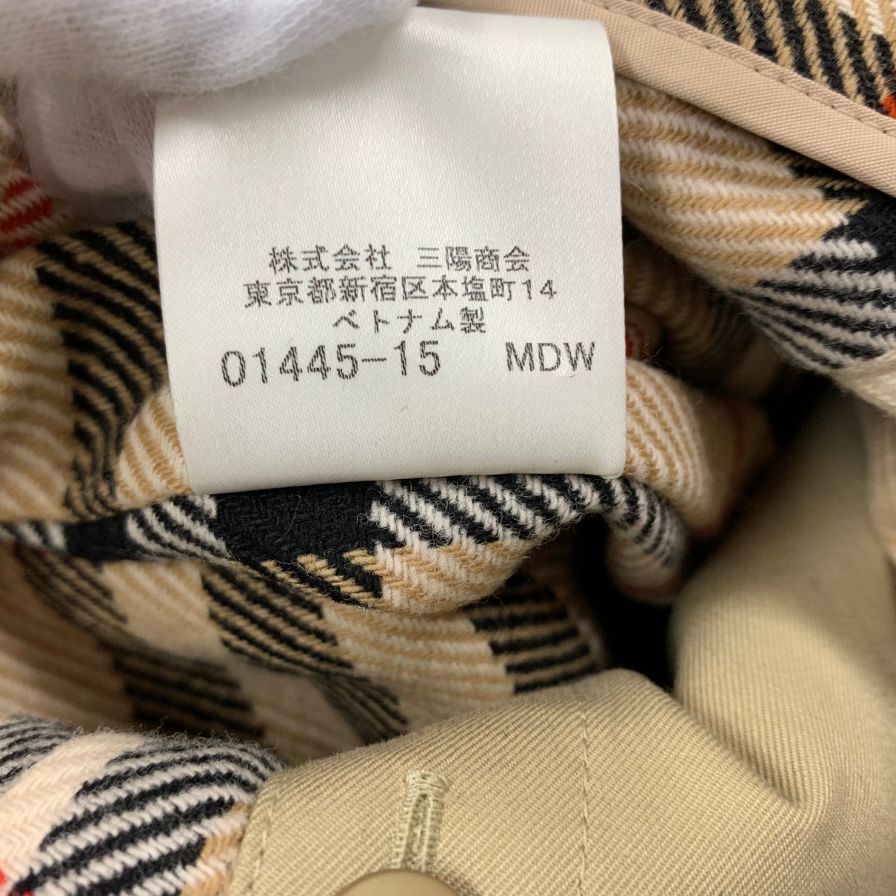 株式会社 三陽商会
東京都新宿区本塩町14
ベトナム製
01445-15 MDW